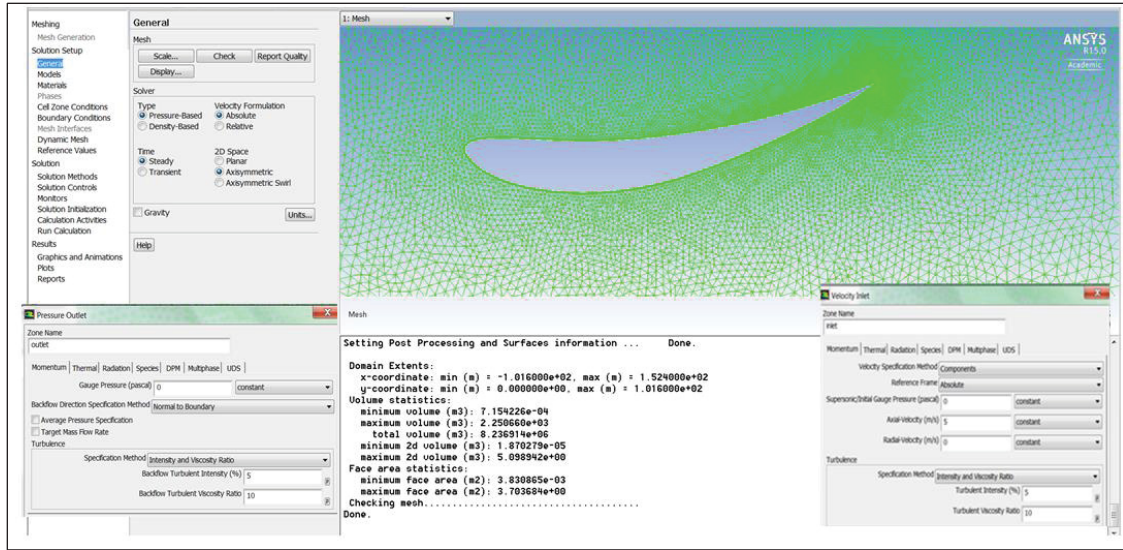 Meshing
Mesh Generation
Solution Setup
General
Models
Materials
Phases
Cell Zone Conditions
Boundary Conditions
Mesh Interfaces
Dynamic Mesh
Reference Values
Solution
Solution Methods
Solution Controls
Monitors
Solution Initialization
Calculation Activities
Run Calculation
Results
Graphics and Animations
Plots
Reports
General
Mesh
Scale... Check Report Quality
Display...
Solver
Type Velocity Formulation
Pressure-Based Absolute
Density-Based Relative
Time 2D Space
Steady Planar
Transient Axisymmetric
Axisymmetric Swirl
Gravity Units...
Help
1: Mesh
ANSYS
R15.0
Academic
Mesh
Pressure Outlet
X
Zone Name
outlet
Momentum Thermal Radiation Species DPM Multiphase UDS
Gauge Pressure (pascal) 0 constant
Backflow Direction Specification Method Normal to Boundary
Average Pressure Specification
Target Mass Flow Rate
Turbulence
Specification Method Intensity and Viscosity Ratio
Backflow Turbulent Intensity (%) 5 P
Backflow Turbulent Viscosity Ratio 10 P
Setting Post Processing and Surfaces information ... Done.
Domain Extents:
x-coordinate: min (m) = -1.016000e+02, max (m) = 1.524000e+02
y-coordinate: min (m) = 0.000000e+00, max (m) = 1.016000e+02
Volume statistics:
minimum volume (m3): 7.154226e-04
maximum volume (m3): 2.250660e+03
total volume (m3): 8.236914e+06
minimum 2d volume (m3): 1.870279e-05
maximum 2d volume (m3): 5.098942e+00
Face area statistics:
minimum face area (m2): 3.830865e-03
maximum face area (m2): 3.703684e+00
Checking mesh.....................................
Done.
Velocity Inlet
X
Zone Name
inlet
Momentum Thermal Radiation Species DPM Multiphase UDS
Velocity Specification Method Components
Reference Frame Absolute
Supersonic/Initial Gauge Pressure (pascal) 0 constant
Axial-Velocity (m/s) 5 constant
Radial-Velocity (m/s) 0 constant
Turbulence
Specification Method Intensity and Viscosity Ratio
Turbulent Intensity (%) 5 P
Turbulent Viscosity Ratio 10 P